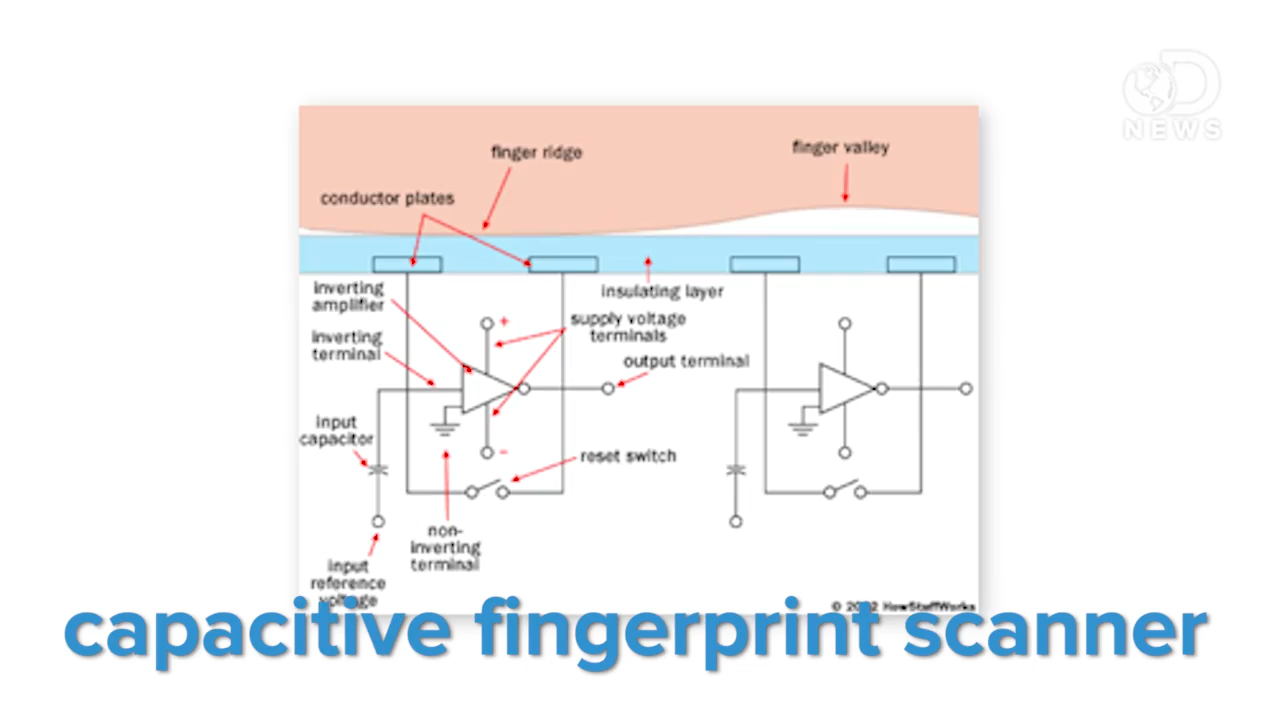 D
NEWS
finger ridge
finger valley
conductor plates
inverting
amplifier
insulating layer
+
supply voltage
terminals
inverting
terminal
output terminal
input
capacitor
-
reset switch
non-
inverting
terminal
input
reference
voltage
© 2002 HowStuffWorks
capacitive fingerprint scanner